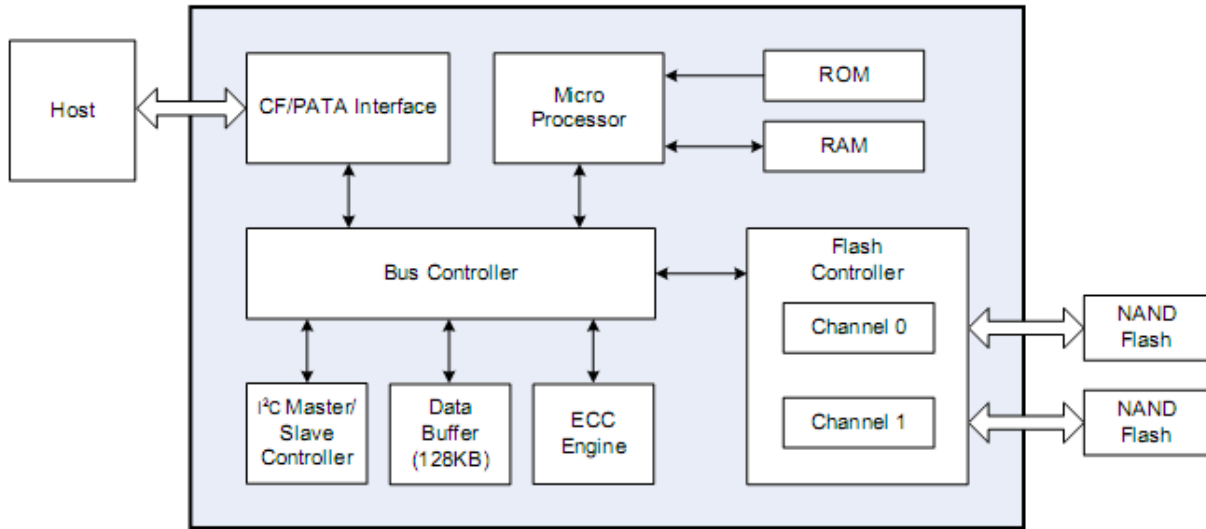 Host
CF/PATA Interface
Micro
Processor
ROM
RAM
Bus Controller
Flash
Controller
Channel 0
Channel 1
NAND
Flash
NAND
Flash
I²C Master/
Slave
Controller
Data
Buffer
(128KB)
ECC
Engine